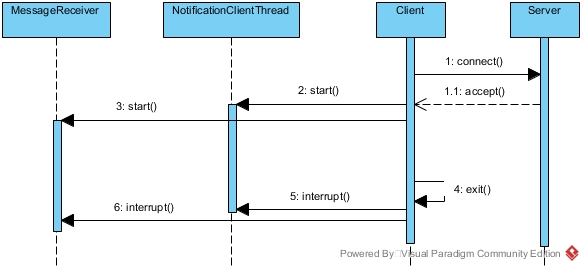 MessageReceiver
NotificationClientThread
Client
Server
1: connect()
1.1: accept()
2: start()
3: start()
4: exit()
5: interrupt()
6: interrupt()
Powered By Visual Paradigm Community Edition